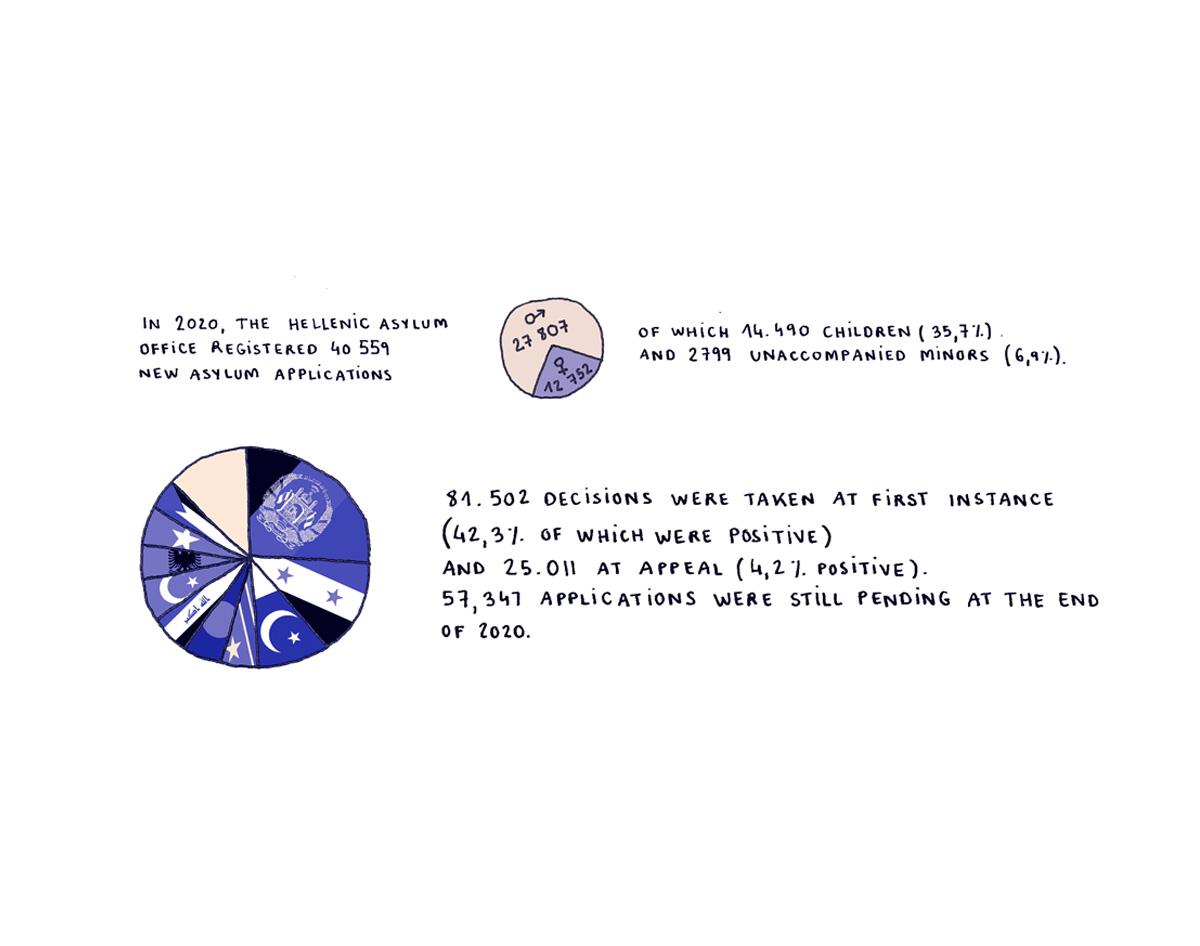 IN 2020, THE HELLENIC ASYLUM
OFFICE REGISTERED 40 559
NEW ASYLUM APPLICATIONS
♂
27 807
♀
12 752
OF WHICH 14.490 CHILDREN (35,7%).
AND 2799 UNACCOMPANIED MINORS (6,9%).
الله اكبر
81.502 DECISIONS WERE TAKEN AT FIRST INSTANCE
(42,3% OF WHICH WERE POSITIVE)
AND 25.011 AT APPEAL (4,2% POSITIVE).
57,347 APPLICATIONS WERE STILL PENDING AT THE END
OF 2020.